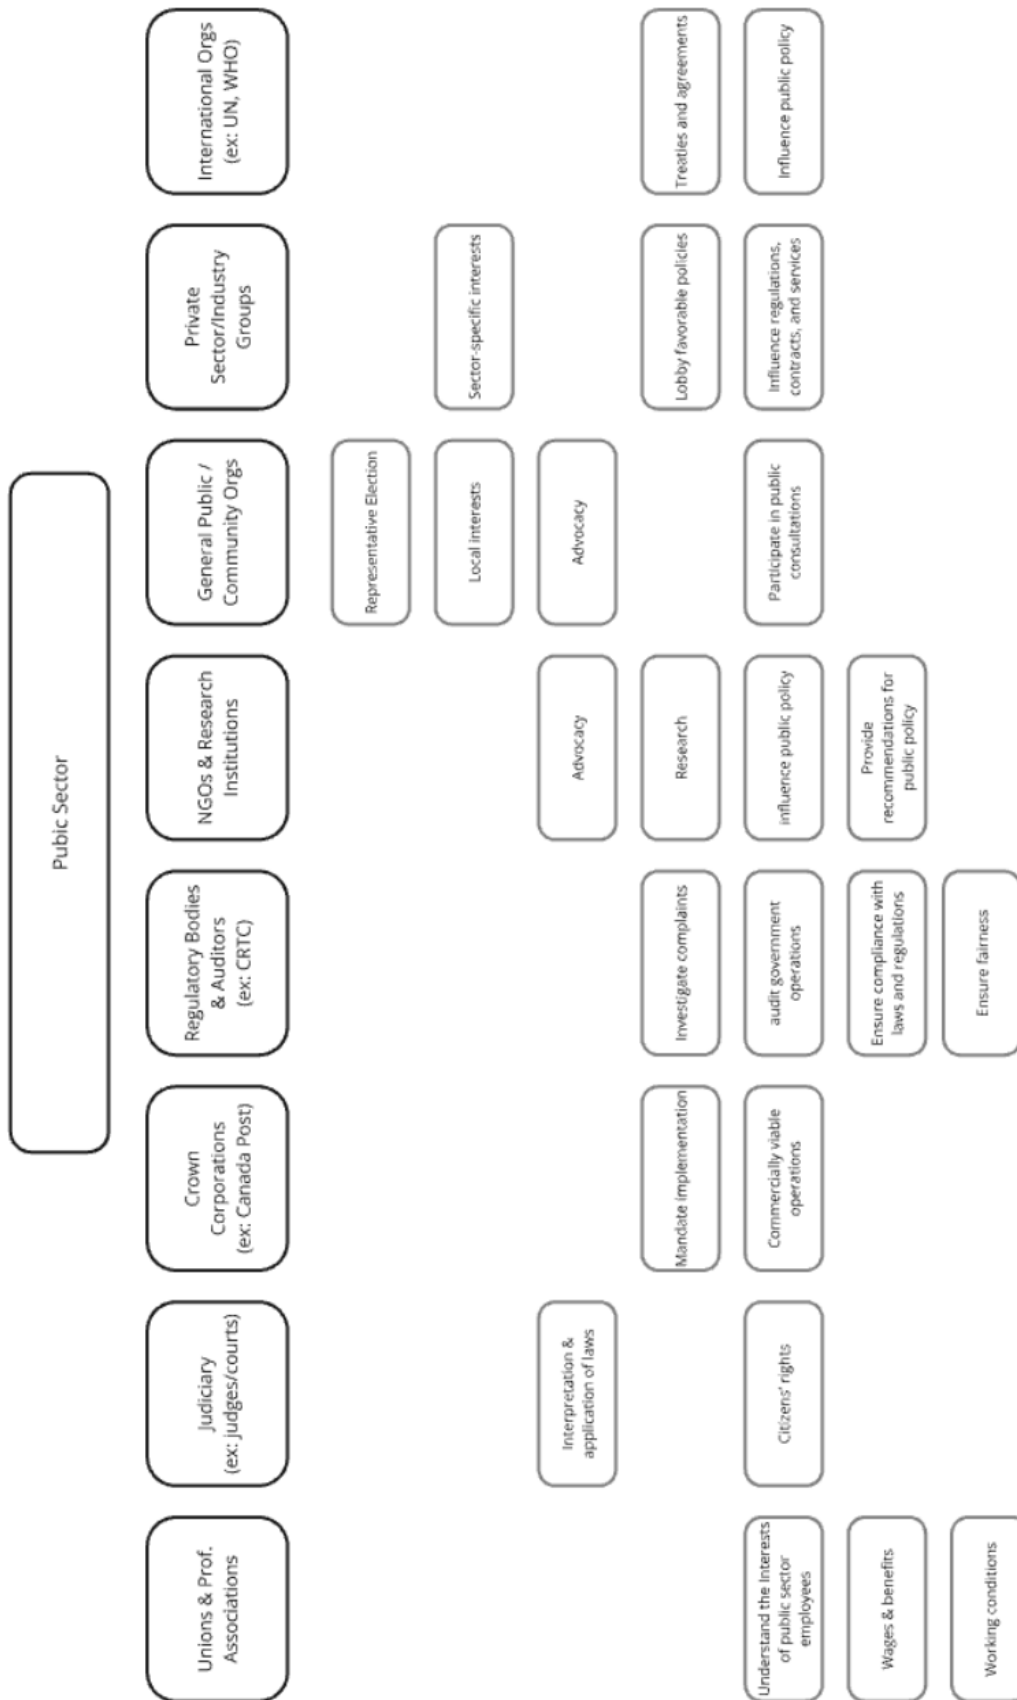 Pubic Sector
Unions & Prof.
Associations
Judiciary
(ex: judges/courts)
Crown
Corporations
(ex: Canada Post)
Regulatory Bodies
& Auditors
(ex: CRTC)
NGOs & Research
Institutions
General Public /
Community Orgs
Private
Sector/Industry
Groups
International Orgs
(ex: UN, WHO)
Representative Election
Local interests
Sector-specific interests
Interpretation &
application of laws
Advocacy
Advocacy
Mandate implementation
Investigate complaints
Research
Lobby favorable policies
Treaties and agreements
Understand the Interests
of public sector
employees
Citizens' rights
Commercially viable
operations
audit government
operations
influence public policy
Participate in public
consultations
Influence regulations,
contracts, and services
Influence public policy
Wages & benefits
Ensure compliance with
laws and regulations
Provide
recommendations for
public policy
Working conditions
Ensure fairness